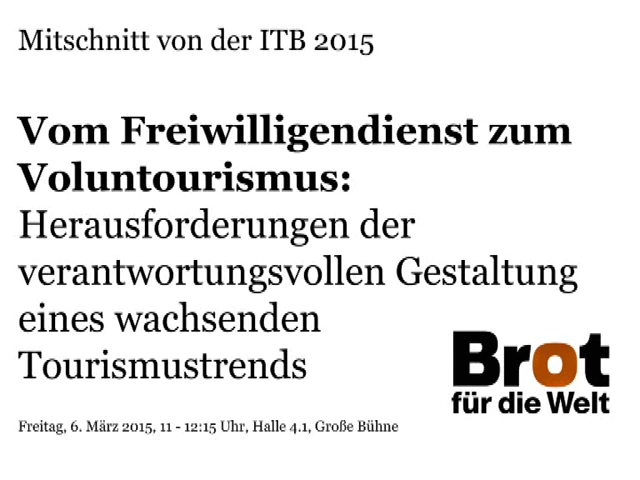 Mitschnitt von der ITB 2015
Vom Freiwilligendienst zum
Voluntourismus:
Herausforderungen der
verantwortungsvollen Gestaltung
eines wachsenden
Tourismustrends
Brot
für die Welt
Freitag, 6. März 2015, 11 - 12:15 Uhr, Halle 4.1, Große Bühne